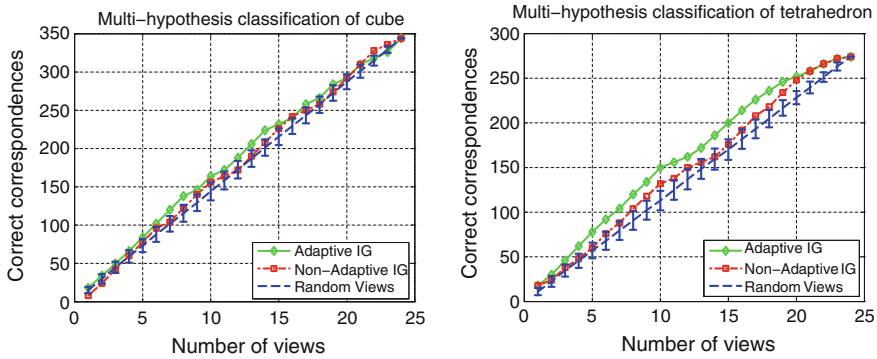 Multi−hypothesis classification of cube
350
300
250
200
150
100
50
0
0 5 10 15 20 25
Correct correspondences
Number of views
Adaptive IG
Non−Adaptive IG
Random Views
Multi−hypothesis classification of tetrahedron
300
250
200
150
100
50
0
0 5 10 15 20 25
Correct correspondences
Number of views
Adaptive IG
Non−Adaptive IG
Random Views